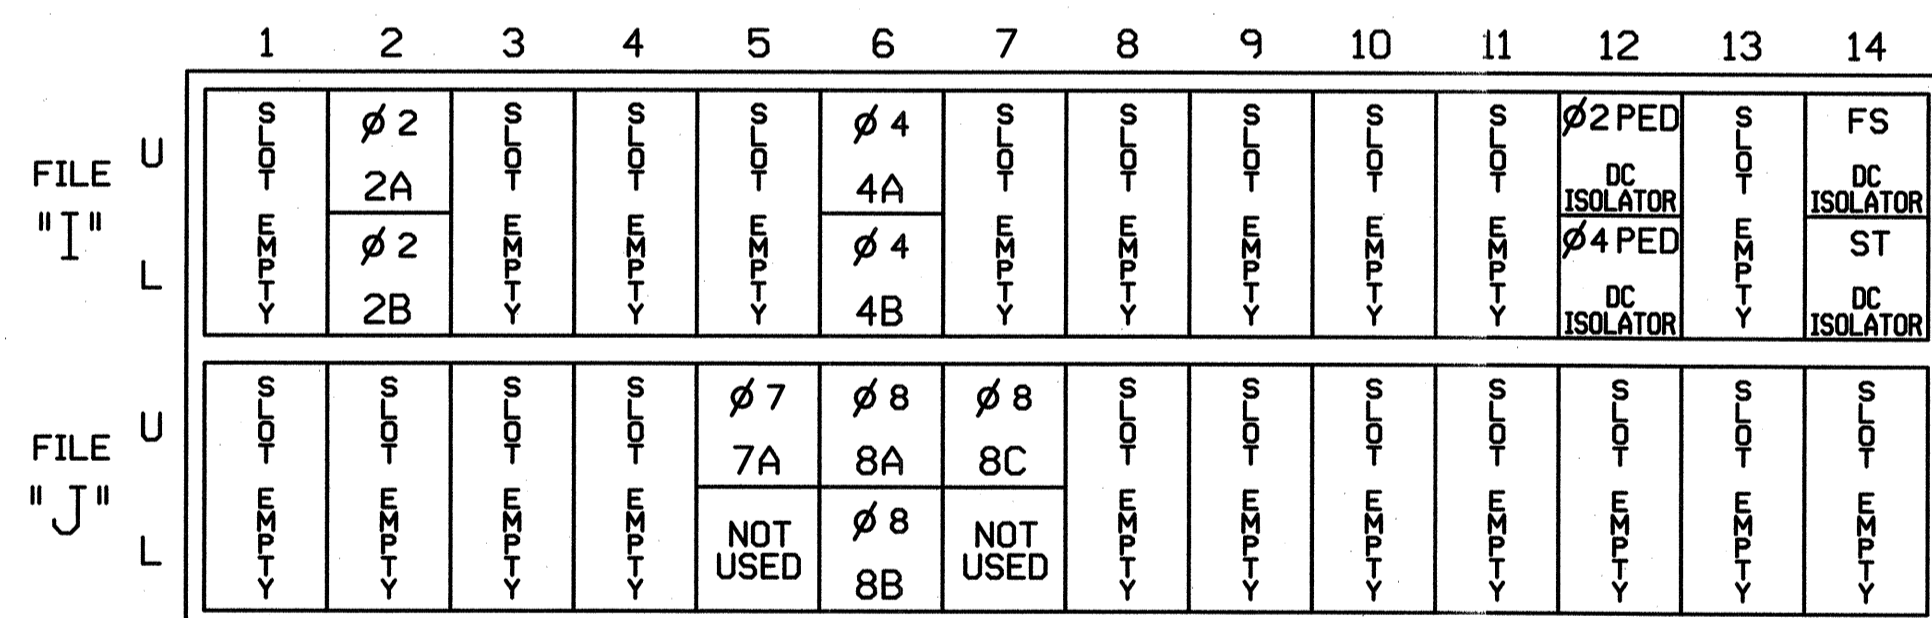 1 2 3 4 5 6 7 8 9 10 11 12 13 14
FILE
"I"
U
L
SLOT EMPTY
Ø 2
2A
Ø 2
2B
SLOT EMPTY
SLOT EMPTY
SLOT EMPTY
Ø 4
4A
Ø 4
4B
SLOT EMPTY
SLOT EMPTY
SLOT EMPTY
SLOT EMPTY
SLOT EMPTY
Ø2 PED
DC
ISOLATOR
Ø4 PED
DC
ISOLATOR
SLOT EMPTY
FS
DC
ISOLATOR
ST
DC
ISOLATOR
FILE
"J"
U
L
SLOT EMPTY
SLOT EMPTY
SLOT EMPTY
SLOT EMPTY
Ø 7
7A
NOT
USED
Ø 8
8A
Ø 8
8B
Ø 8
8C
NOT
USED
SLOT EMPTY
SLOT EMPTY
SLOT EMPTY
SLOT EMPTY
SLOT EMPTY
SLOT EMPTY
SLOT EMPTY